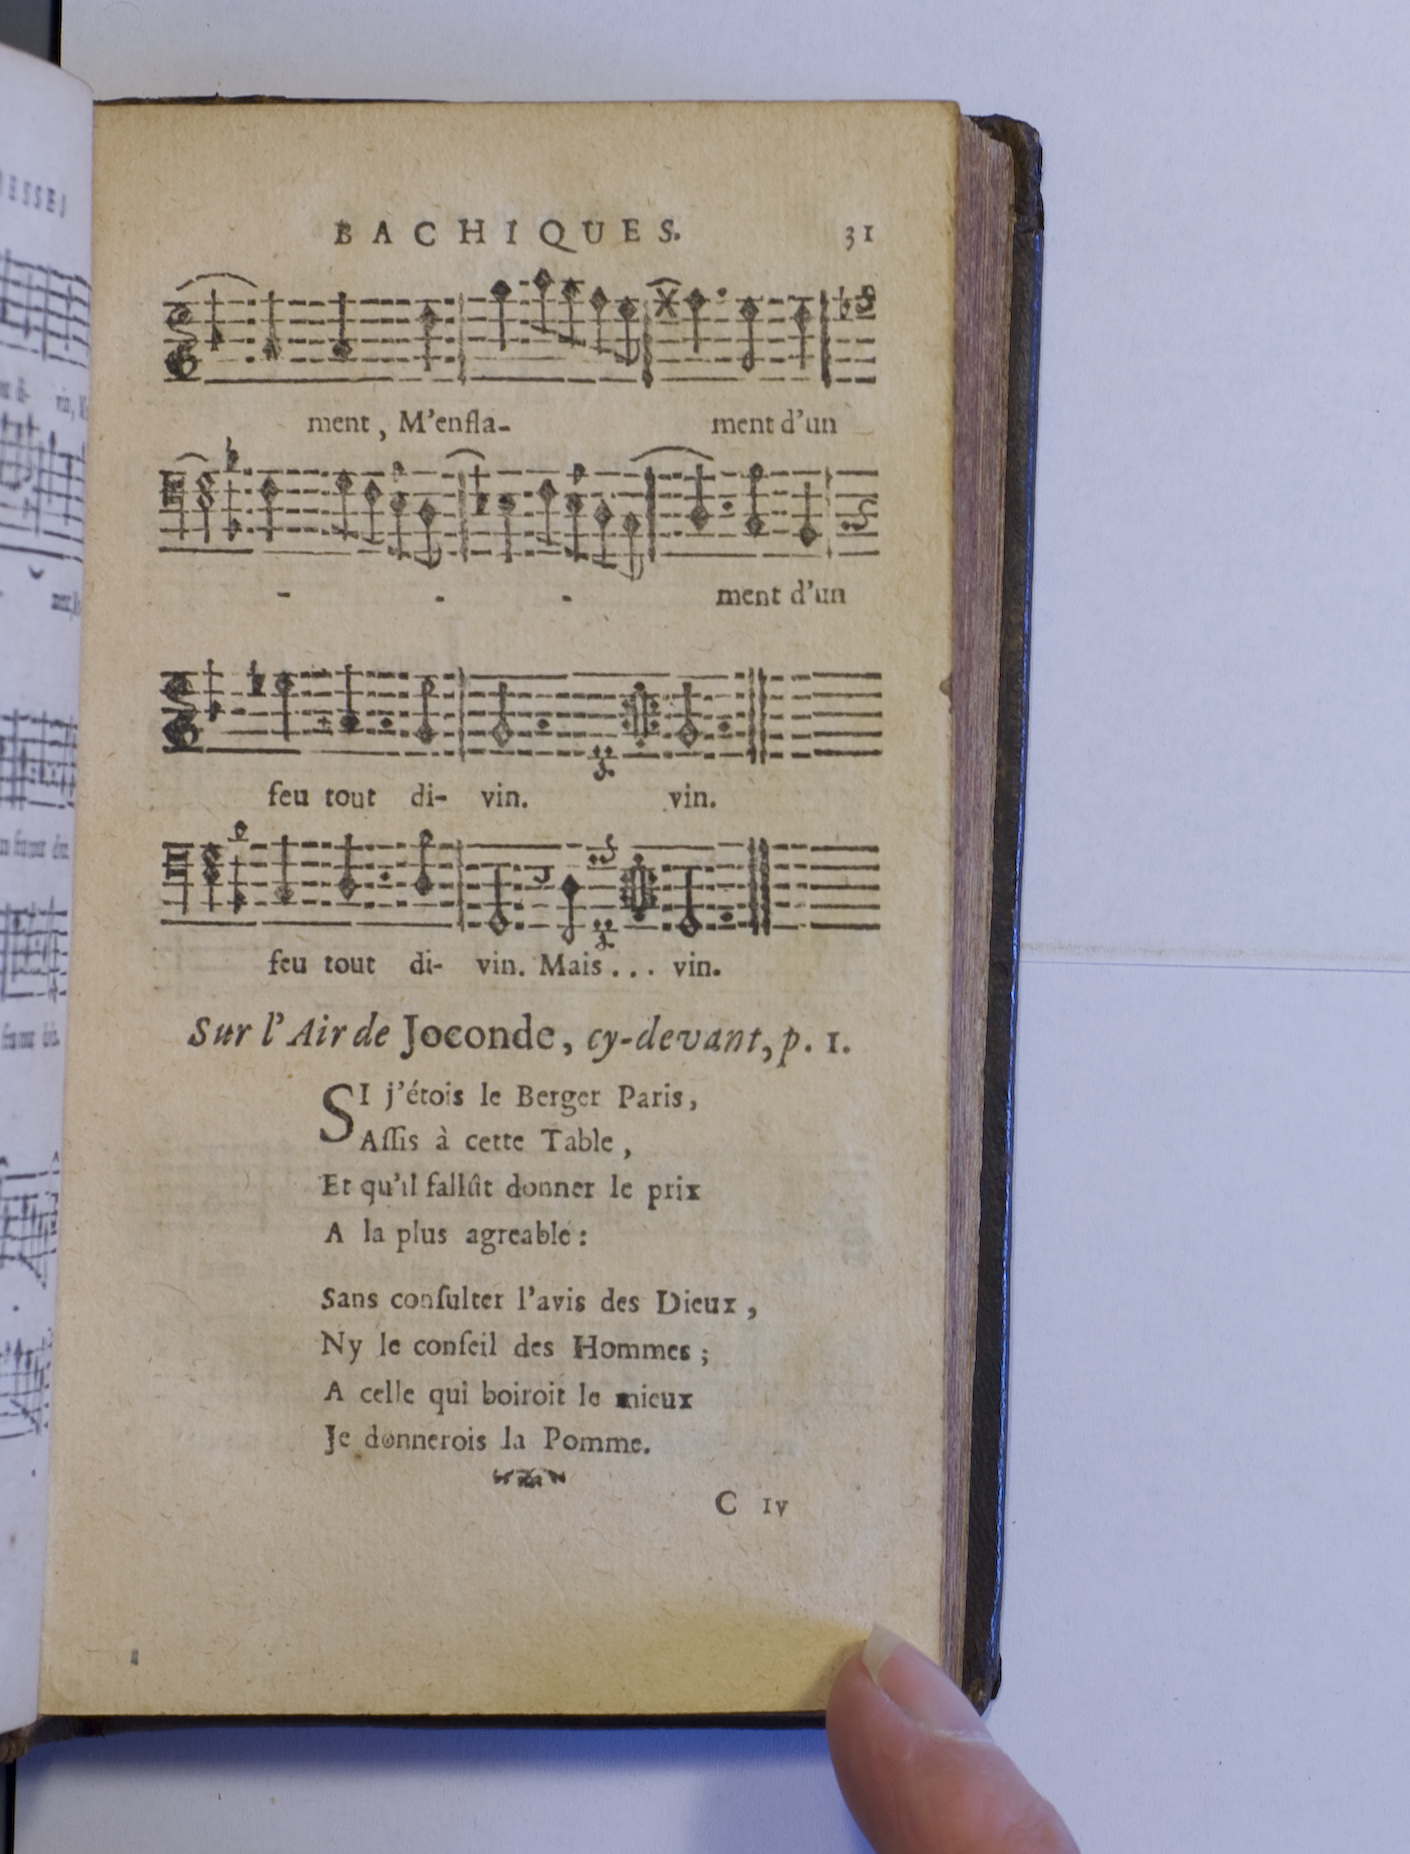 BACHIQUES. 31
ment, M'enfla- ment d'un
- - - ment d'un
feu tout di- vin. vin.
feu tout di- vin. Mais... vin.
Sur l'Air de Joconde, cy-devant, p. 1.
SI j'étois le Berger Paris,
Aſſis à cette Table,
Et qu'il fallût donner le prix
A la plus agreable:
Sans conſulter l'avis des Dieux,
Ny le conſeil des Hommes;
A celle qui boiroit le mieux
Je donnerois la Pomme.
C iv